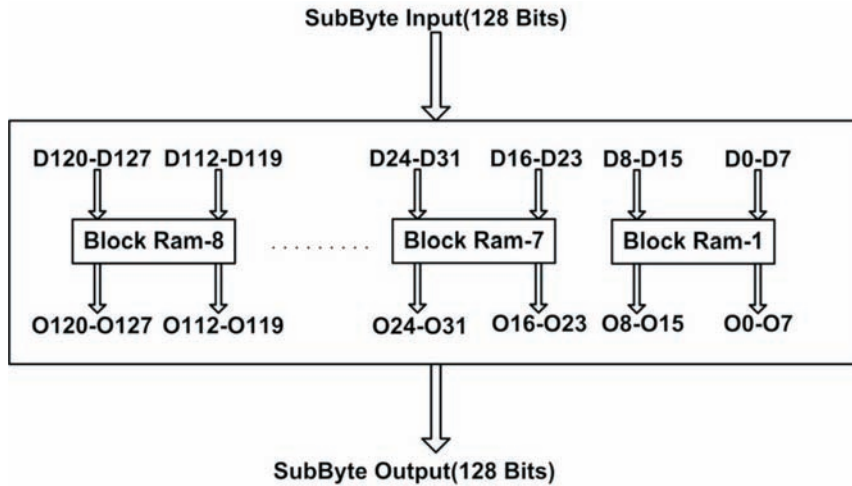 SubByte Input(128 Bits)
D120-D127 D112-D119 D24-D31 D16-D23 D8-D15 D0-D7
Block Ram-8 ......... Block Ram-7 Block Ram-1
O120-O127 O112-O119 O24-O31 O16-O23 O8-O15 O0-O7
SubByte Output(128 Bits)